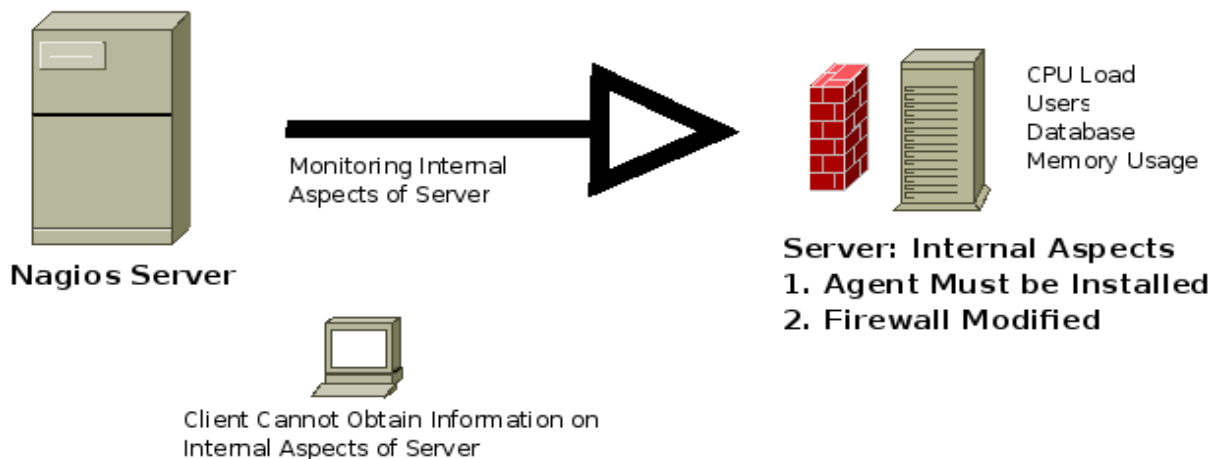 Nagios Server
Monitoring Internal
Aspects of Server
CPU Load
Users
Database
Memory Usage
Server: Internal Aspects
1. Agent Must be Installed
2. Firewall Modified
Client Cannot Obtain Information on
Internal Aspects of Server